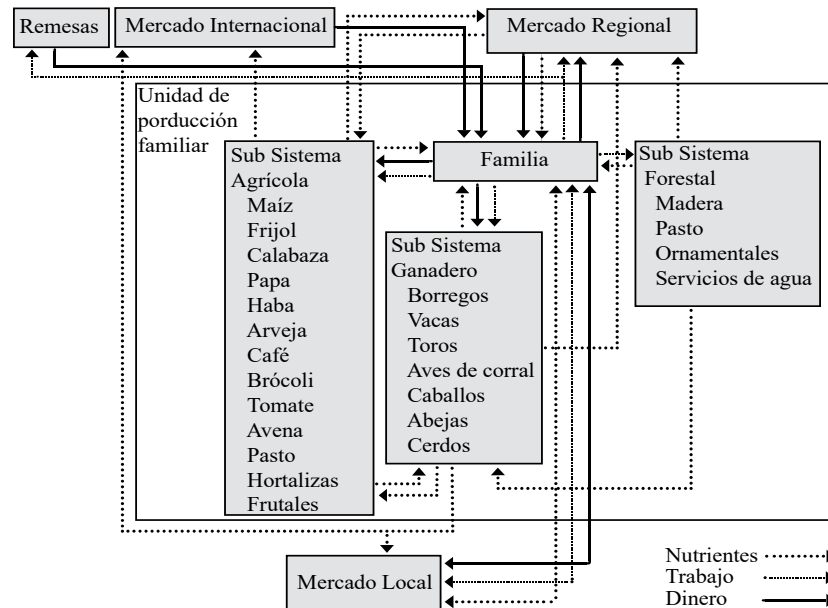 Remesas
Mercado Internacional
Mercado Regional
Unidad de
porducción
familiar
Sub Sistema
Agrícola
Maíz
Frijol
Calabaza
Papa
Haba
Arveja
Café
Brócoli
Tomate
Avena
Pasto
Hortalizas
Frutales
Familia
Sub Sistema
Ganadero
Borregos
Vacas
Toros
Aves de corral
Caballos
Abejas
Cerdos
Sub Sistema
Forestal
Madera
Pasto
Ornamentales
Servicios de agua
Mercado Local
Nutrientes
Trabajo
Dinero